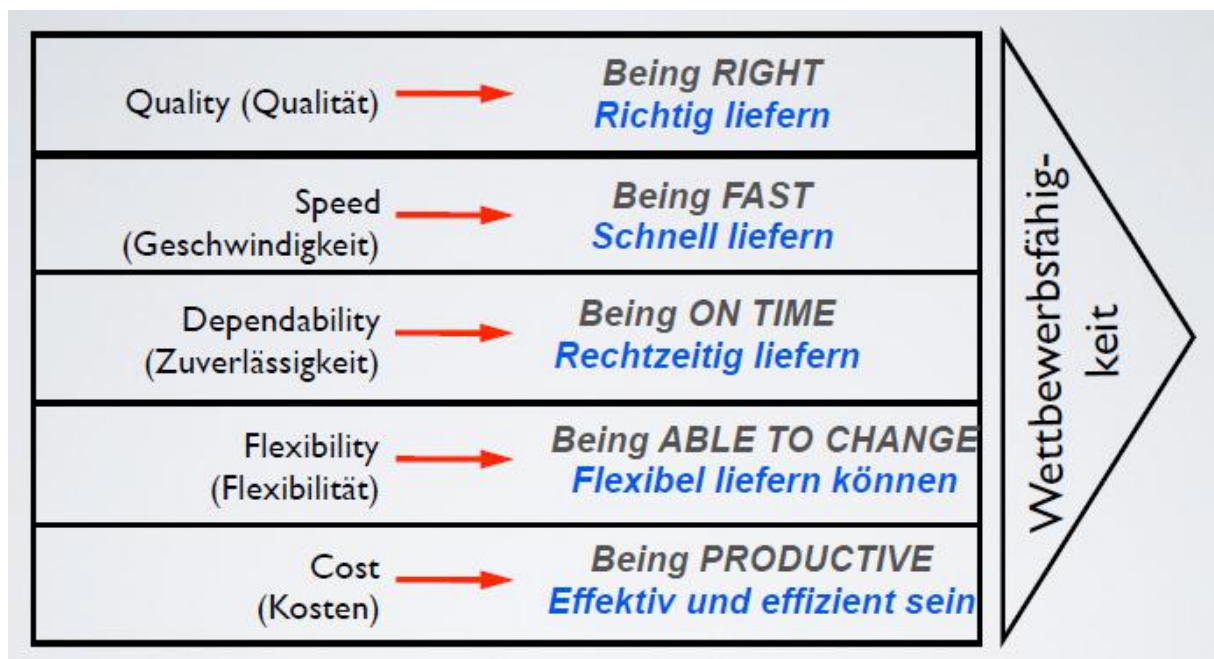 Quality (Qualität)
Being RIGHT
Richtig liefern
Speed
(Geschwindigkeit)
Being FAST
Schnell liefern
Dependability
(Zuverlässigkeit)
Being ON TIME
Rechtzeitig liefern
Flexibility
(Flexibilität)
Being ABLE TO CHANGE
Flexibel liefern können
Cost
(Kosten)
Being PRODUCTIVE
Effektiv und effizient sein
Wettbewerbsfähig-
keit